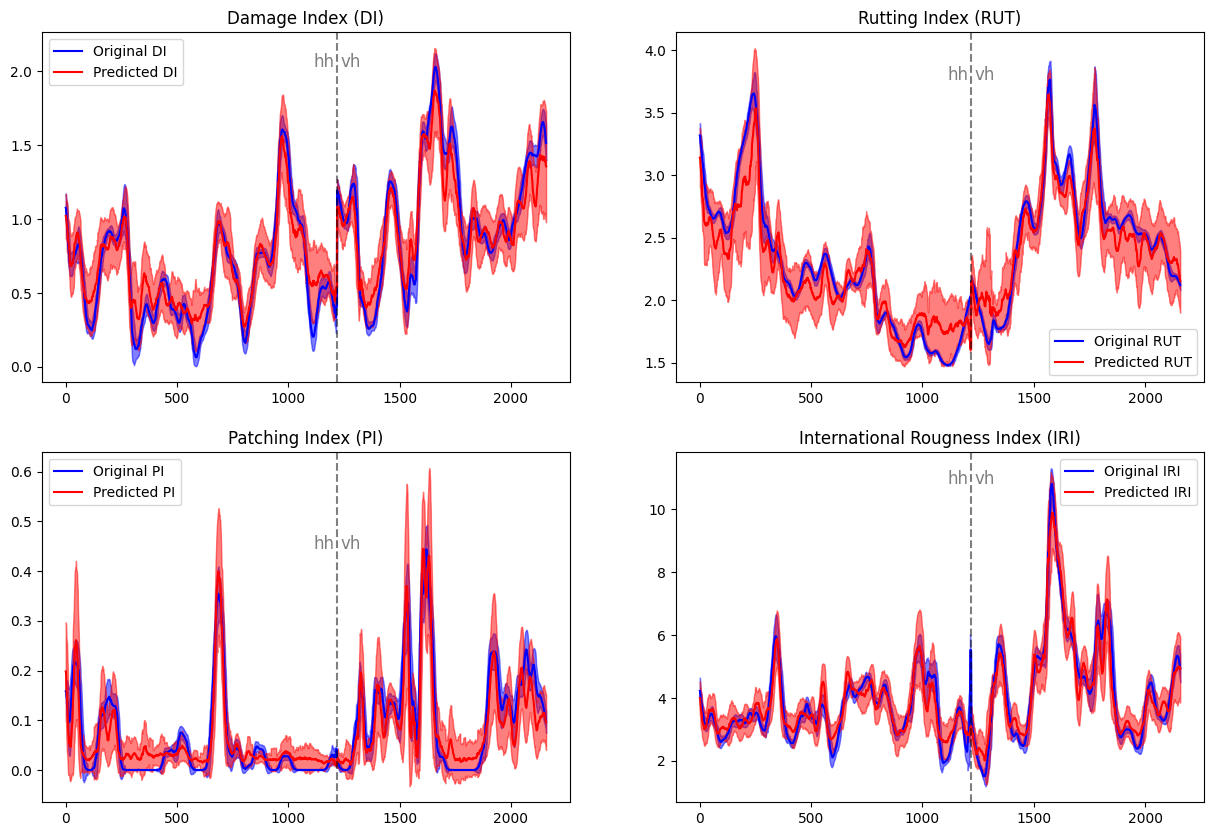 Damage Index (DI)
Original DI
Predicted DI
hh vh
2.0
1.5
1.0
0.5
0.0
0 500 1000 1500 2000
Rutting Index (RUT)
4.0
3.5
3.0
2.5
2.0
1.5
hh vh
Original RUT
Predicted RUT
0 500 1000 1500 2000
Patching Index (PI)
Original PI
Predicted PI
hh vh
0.6
0.5
0.4
0.3
0.2
0.1
0.0
0 500 1000 1500 2000
International Rougness Index (IRI)
hh vh
Original IRI
Predicted IRI
10
8
6
4
2
0 500 1000 1500 2000